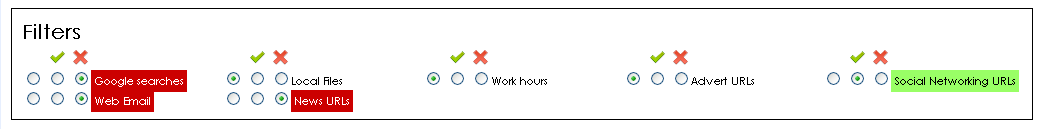 Filters
Google searches Local Files Work hours Advert URLs Social Networking URLs
Web Email News URLs